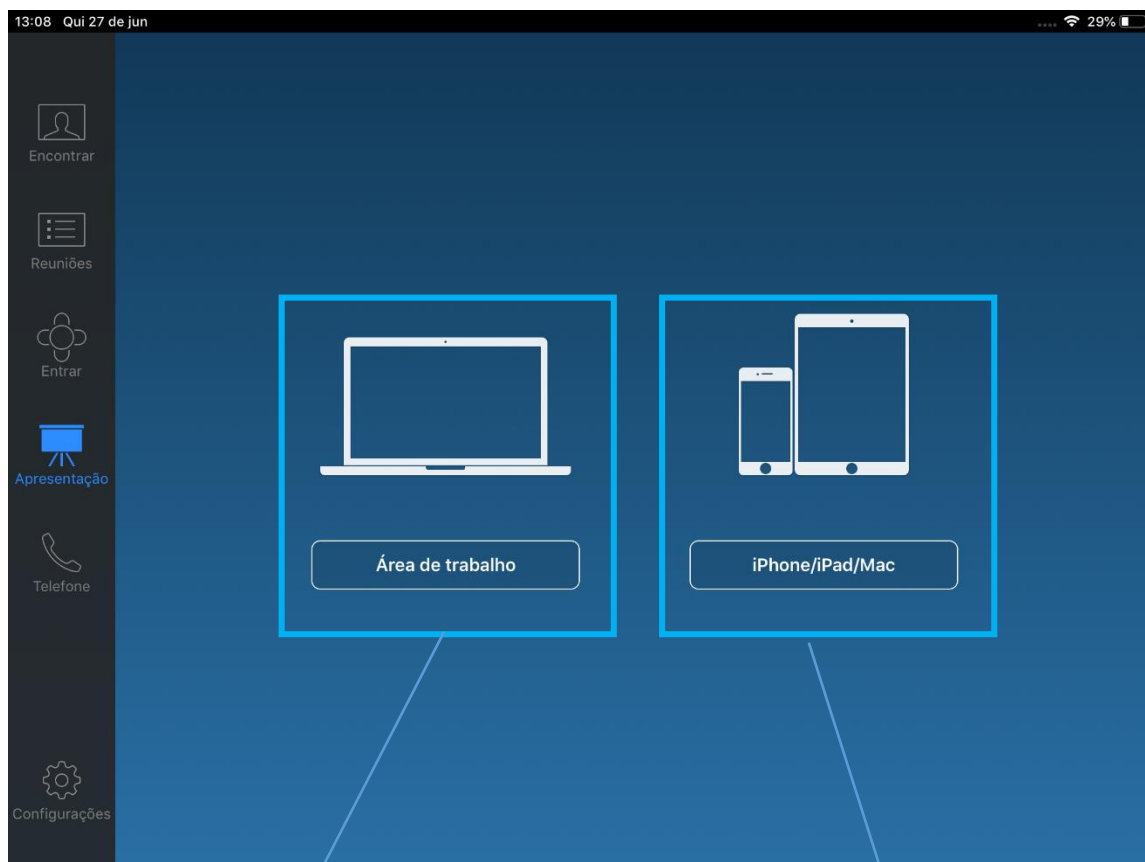 13:08 Qui 27 de jun
29%
Encontrar
Reuniões
Entrar
Apresentação
Telefone
Configurações
Área de trabalho
iPhone/iPad/Mac